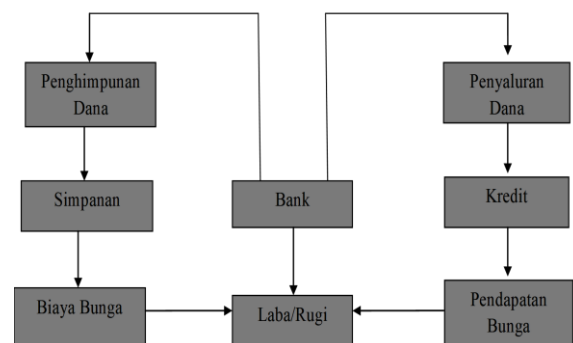 Penghimpunan
Dana
Penyaluran
Dana
Simpanan
Bank
Kredit
Biaya Bunga
Laba/Rugi
Pendapatan
Bunga